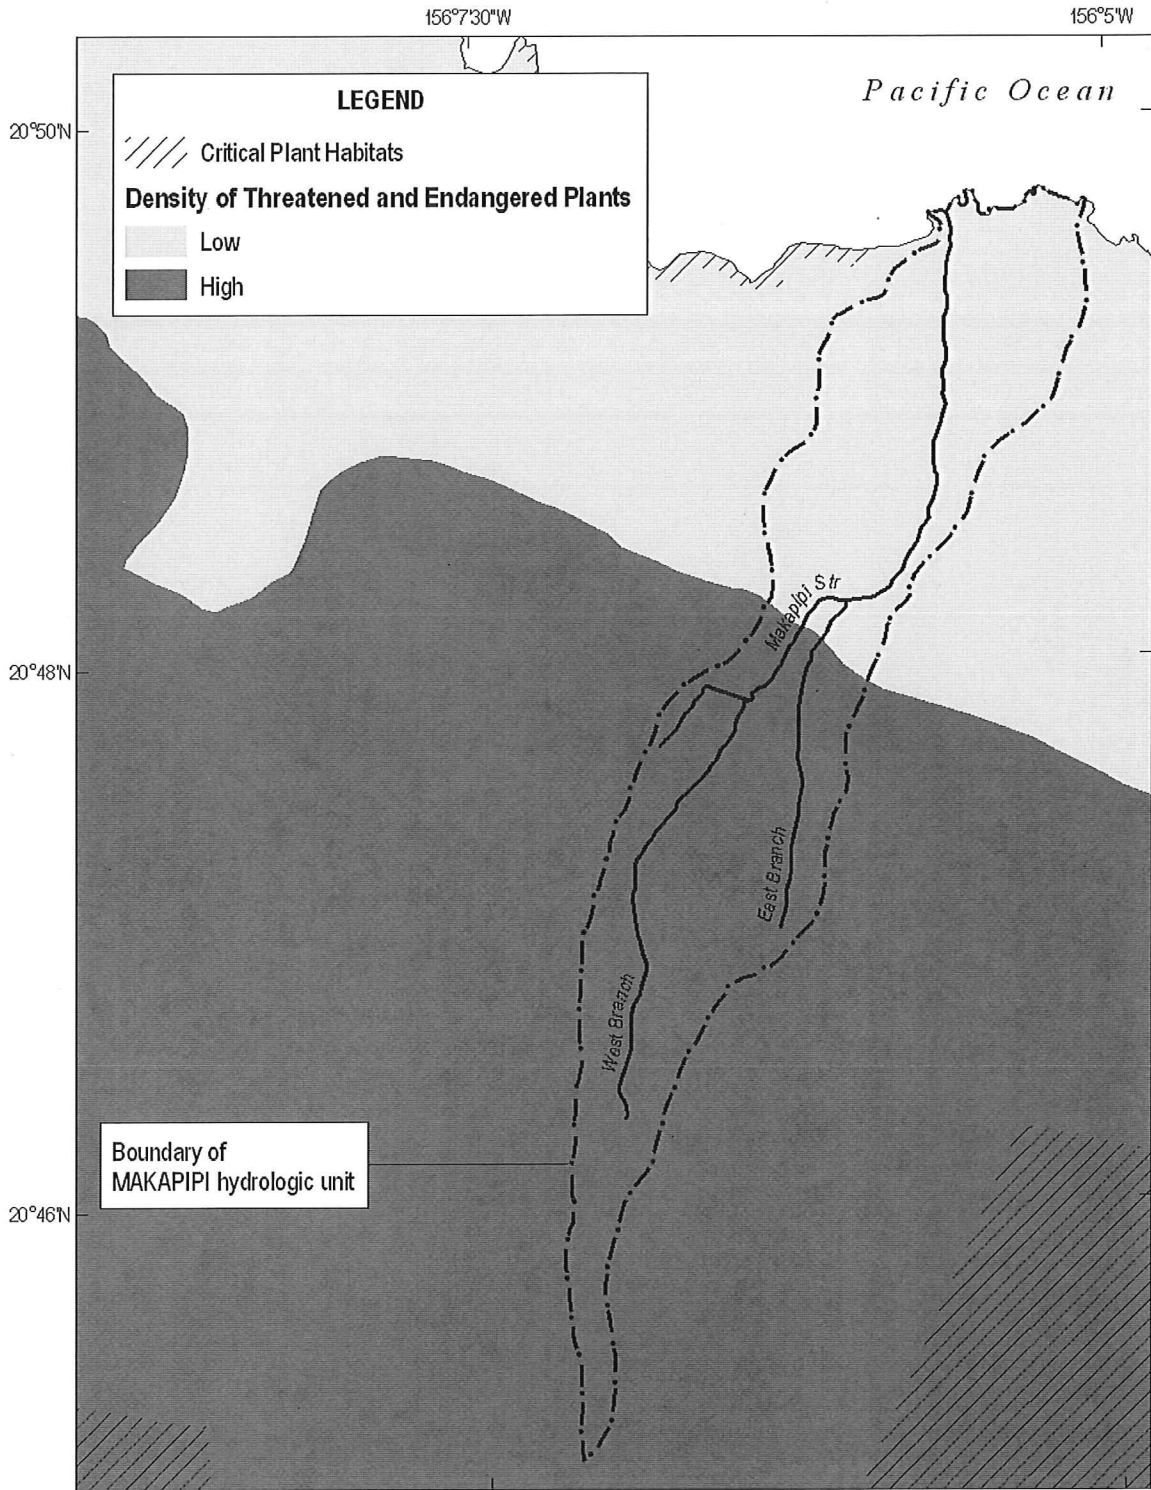 156°7'30"W
156°5'W
Pacific Ocean
LEGEND
20°50'N
Critical Plant Habitats
Density of Threatened and Endangered Plants
Low
High
Makapipi Str
20°48'N
East Branch
West Branch
Boundary of
MAKAPIPI hydrologic unit
20°46'N